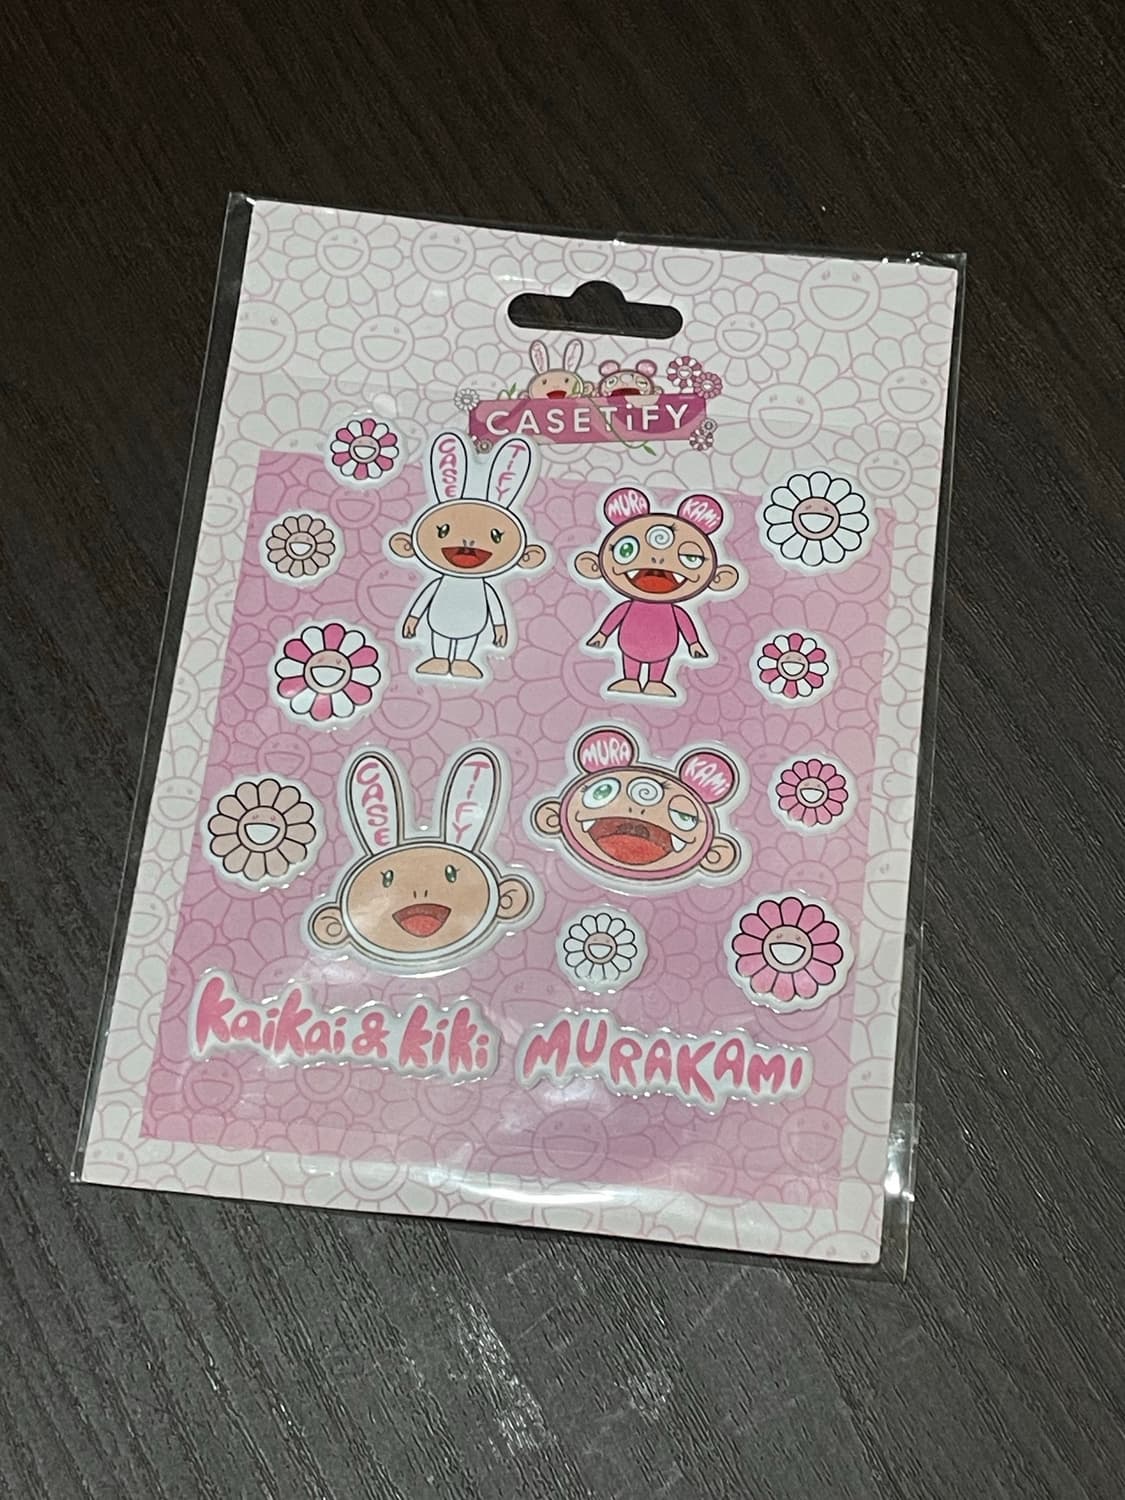 CASETiFY
CASE TiFY
MURA KAMi
CASE TiFY
MURA KAMi
KaiKai & KiKi MURAKAMi